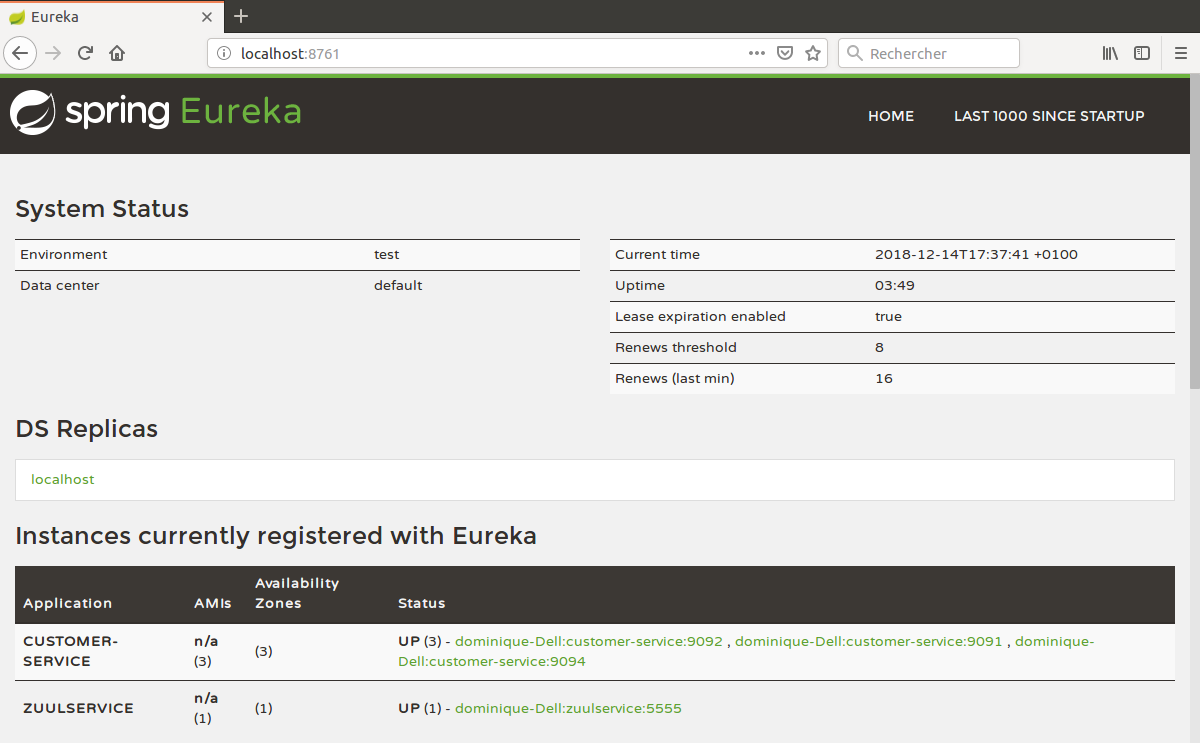 Eureka
localhost:8761
Rechercher
spring Eureka
HOME LAST 1000 SINCE STARTUP
System Status
Environment test
Data center default
Current time 2018-12-14T17:37:41 +0100
Uptime 03:49
Lease expiration enabled true
Renews threshold 8
Renews (last min) 16
DS Replicas
localhost
Instances currently registered with Eureka
Application AMIs Availability Zones Status
CUSTOMER-SERVICE n/a (3) (3) UP (3) - dominique-Dell:customer-service:9092 , dominique-Dell:customer-service:9091 , dominique-
Dell:customer-service:9094
ZUULSERVICE n/a (1) (1) UP (1) - dominique-Dell:zuulservice:5555